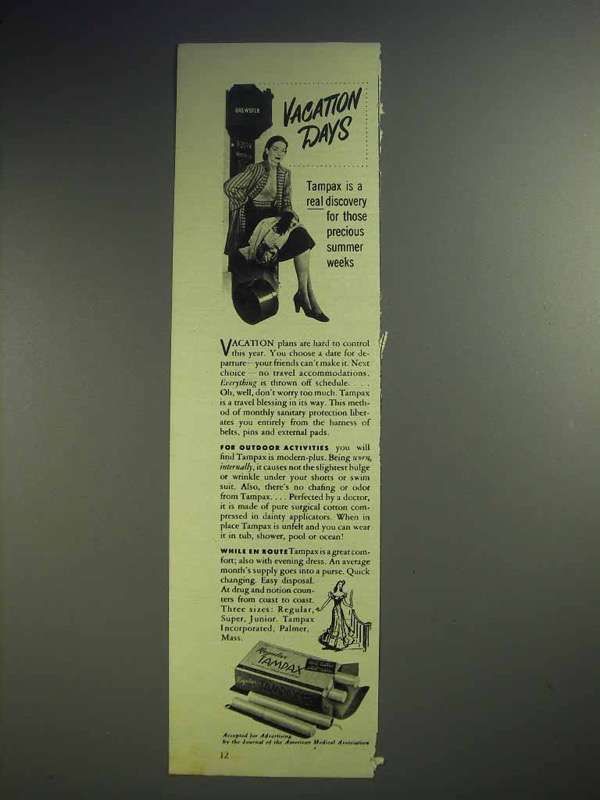 BREWSTER
VACATION
DAYS
Tampax is a
real discovery
for those
precious
summer
weeks
VACATION plans are hard to control
this year. You choose a date for de-
parture—your friends can't make it. Next
choice—no travel accommodations.
Everything is thrown off schedule. . . .
Oh, well, don't worry too much. Tampax
is a travel blessing in its way. This meth-
od of monthly sanitary protection liber-
ates you entirely from the harness of
belts, pins and external pads.
FOR OUTDOOR ACTIVITIES you will
find Tampax is modern-plus. Being worn
internally, it causes not the slightest bulge
or wrinkle under your shorts or swim
suit. Also, there's no chafing or odor
from Tampax. . . . Perfected by a doctor,
it is made of pure surgical cotton com-
pressed in dainty applicators. When in
place Tampax is unfelt and you can wear
it in tub, shower, pool or ocean!
WHILE EN ROUTE Tampax is a great com-
fort; also with evening dress. An average
month's supply goes into a purse. Quick
changing. Easy disposal.
At drug and notion coun-
ters from coast to coast.
Three sizes: Regular,
Super, Junior. Tampax
Incorporated, Palmer,
Mass.
Regular
TAMPAX
Accepted for Advertising
by the Journal of the American Medical Association
12